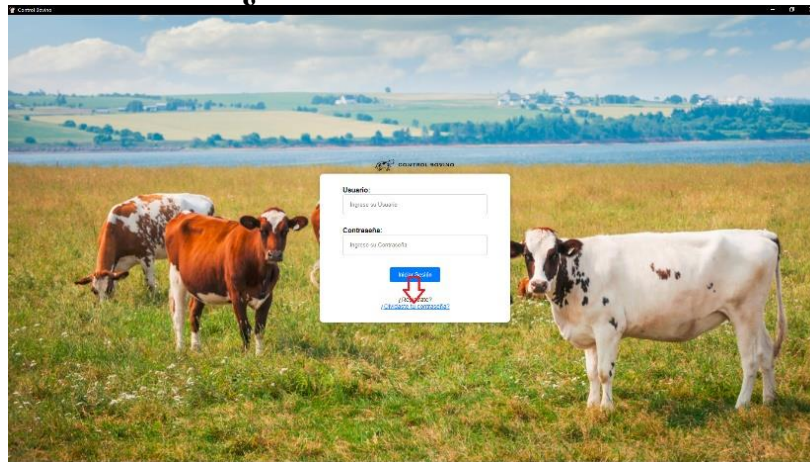 Control Bovino
CONTROL BOVINO
Usuario:
Ingrese su Usuario
Contraseña:
Ingrese su Contraseña
Iniciar Sesión
¿Olvidaste tu contraseña?